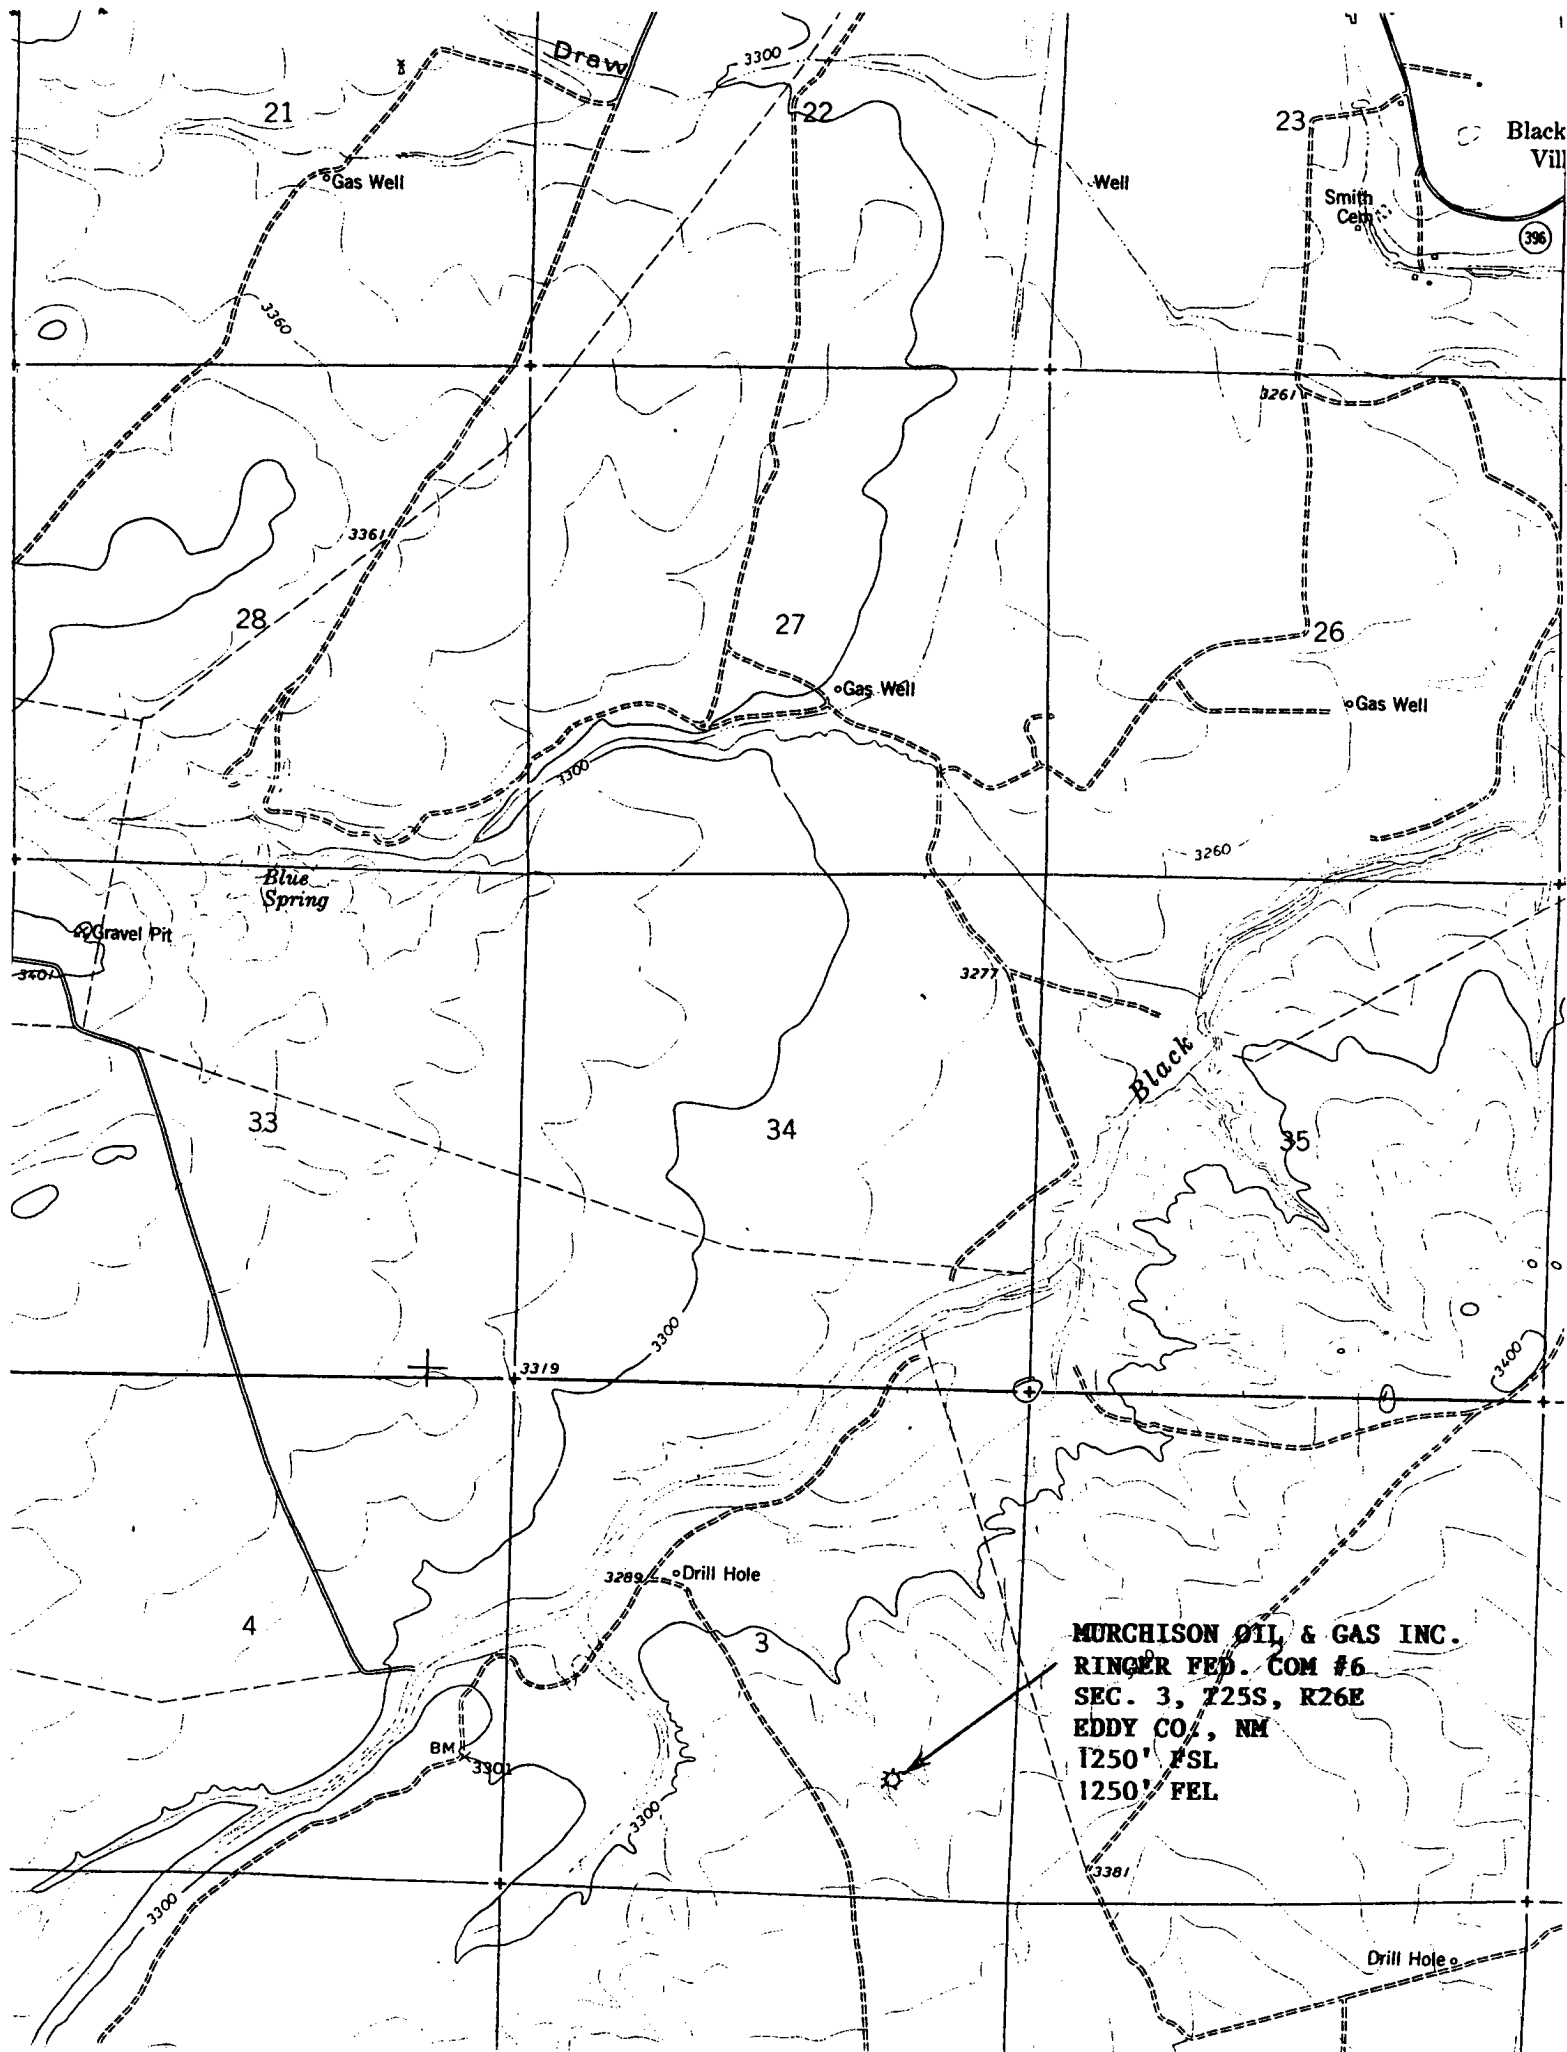 Draw
3300
21
22
23
Black
Vill
Gas Well
Well
Smith
Cem
396
3360
3261
3361
28
27
26
Gas Well
Gas Well
3300
3260
Blue
Spring
Gravel Pit
3401
3277
Black
33
34
35
3300
3319
3400
3289
Drill Hole
4
3
MURCHISON OIL & GAS INC.
RINGER FED. COM #6
SEC. 3, T25S, R26E
EDDY CO., NM
1250' FSL
1250' FEL
BM
3301
3300
3381
3300
Drill Hole